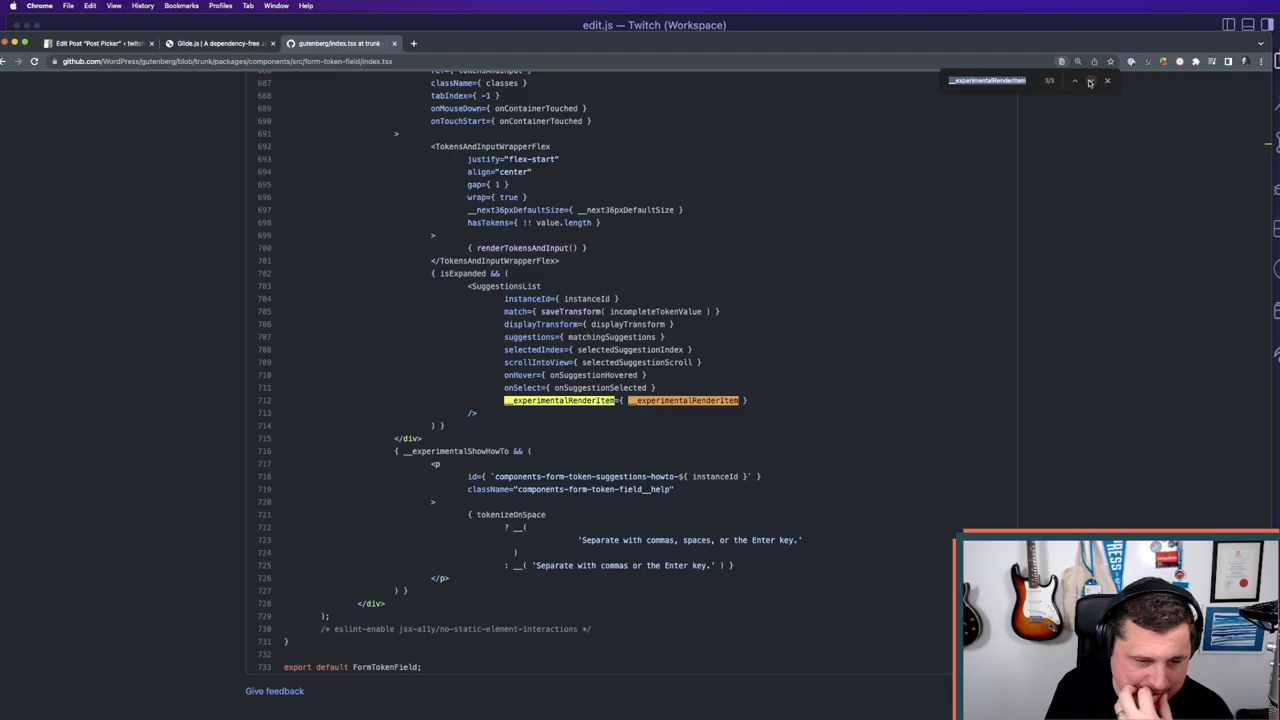 Chrome File Edit View History Bookmarks Profiles Tab Window Help
edit.js — Twitch (Workspace)
Edit Post "Post Picker" ‹ twitch
Glide.js | A dependency-free J
gutenberg/index.tsx at trunk ·
github.com/WordPress/gutenberg/blob/trunk/packages/components/src/form-token-field/index.tsx
__experimentalRenderItem 3/3
687 className={ classes }
688 tabIndex={ -1 }
689 onMouseDown={ onContainerTouched }
690 onTouchStart={ onContainerTouched }
691 >
692 <TokensAndInputWrapperFlex
693 justify="flex-start"
694 align="center"
695 gap={ 1 }
696 wrap={ true }
697 __next36pxDefaultSize={ __next36pxDefaultSize }
698 hasTokens={ !! value.length }
699 >
700 { renderTokensAndInput() }
701 </TokensAndInputWrapperFlex>
702 { isExpanded && (
703 <SuggestionsList
704 instanceId={ instanceId }
705 match={ saveTransform( incompleteTokenValue ) }
706 displayTransform={ displayTransform }
707 suggestions={ matchingSuggestions }
708 selectedIndex={ selectedSuggestionIndex }
709 scrollIntoView={ selectedSuggestionScroll }
710 onHover={ onSuggestionHovered }
711 onSelect={ onSuggestionSelected }
712 __experimentalRenderItem={ __experimentalRenderItem }
713 />
714 ) }
715 </div>
716 { __experimentalShowHowTo && (
717 <p
718 id={ `components-form-token-suggestions-howto-${ instanceId }` }
719 className="components-form-token-field__help"
720 >
721 { tokenizeOnSpace
722 ? __(
723 'Separate with commas, spaces, or the Enter key.'
724 )
725 : __( 'Separate with commas or the Enter key.' ) }
726 </p>
727 ) }
728 </div>
729 );
730 /* eslint-enable jsx-a11y/no-static-element-interactions */
731 }
732
733 export default FormTokenField;
Give feedback